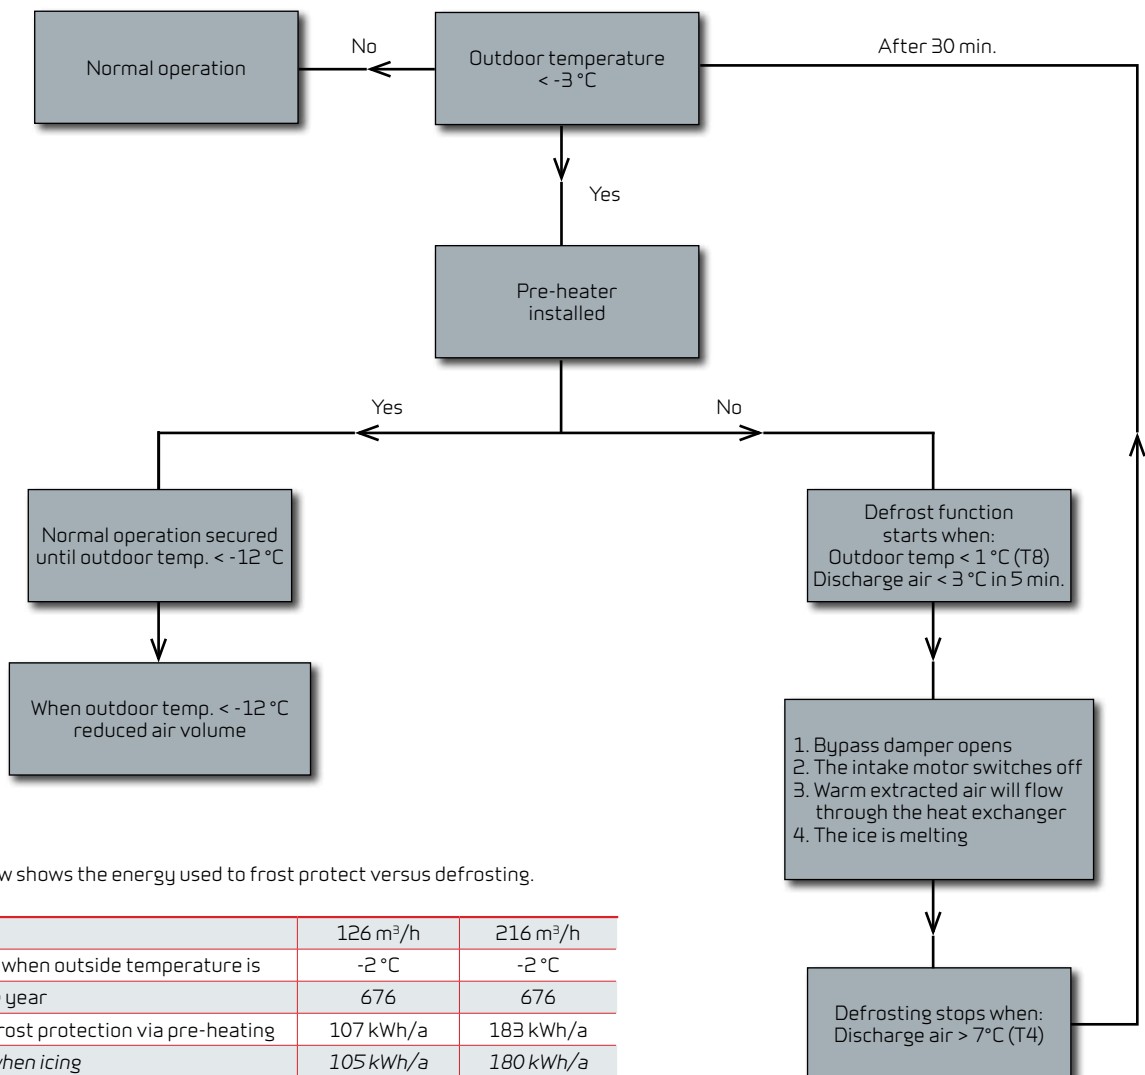 Normal operation
No
Outdoor temperature
< -3 °C
After 30 min.
Yes
Pre-heater
installed
Yes
No
Normal operation secured
until outdoor temp. < -12 °C
Defrost function
starts when:
Outdoor temp < 1 °C (T8)
Discharge air < 3 °C in 5 min.
When outdoor temp. < -12 °C
reduced air volume
1. Bypass damper opens
2. The intake motor switches off
3. Warm extracted air will flow
through the heat exchanger
4. The ice is melting
shows the energy used to frost protect versus defrosting.
126 m³/h 216 m³/h
when outside temperature is -2 °C -2 °C
year 676 676
frost protection via pre-heating 107 kWh/a 183 kWh/a
when icing 105 kWh/a 180 kWh/a
Defrosting stops when:
Discharge air > 7°C (T4)